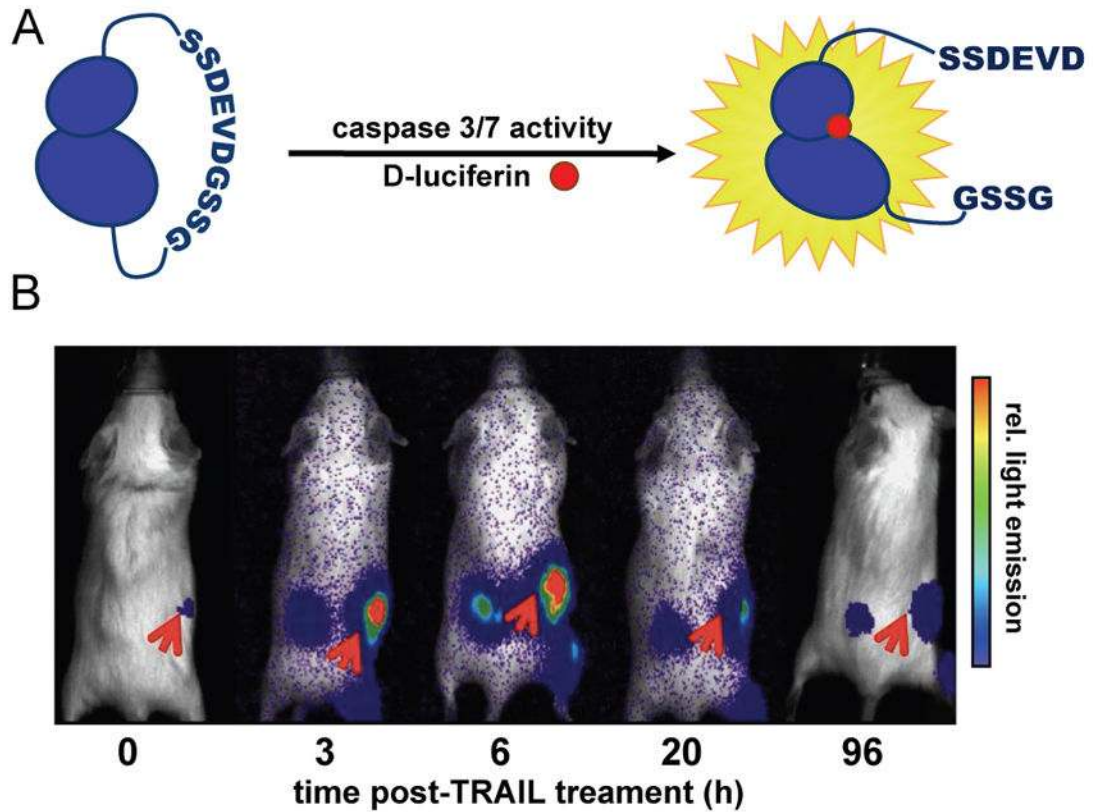 A
SSDEVDGSSG
caspase 3/7 activity
D-luciferin
SSDEVD
GSSG
B
rel. light emission
0 3 6 20 96
time post-TRAIL treament (h)